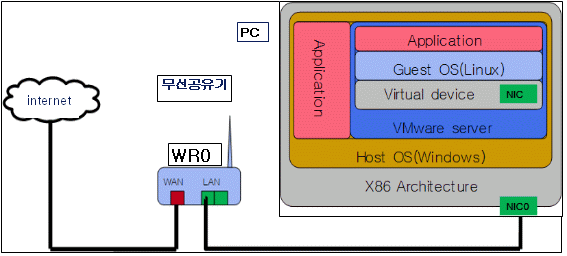 PC
internet
무선공유기
WR0
WAN
LAN
Application
Application
Guest OS(Linux)
Virtual device
NIC
VMware server
Host OS(Windows)
X86 Architecture
NIC0